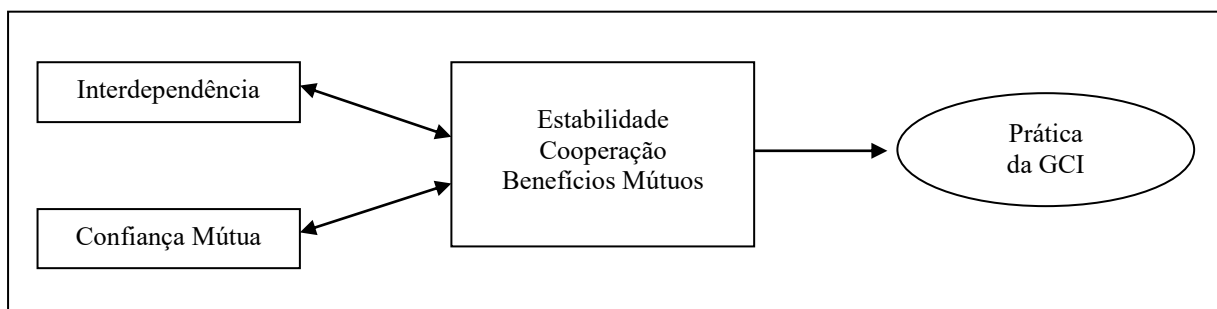 Interdependência
Confiança Mútua
Estabilidade
Cooperação
Benefícios Mútuos
Prática
da GCI